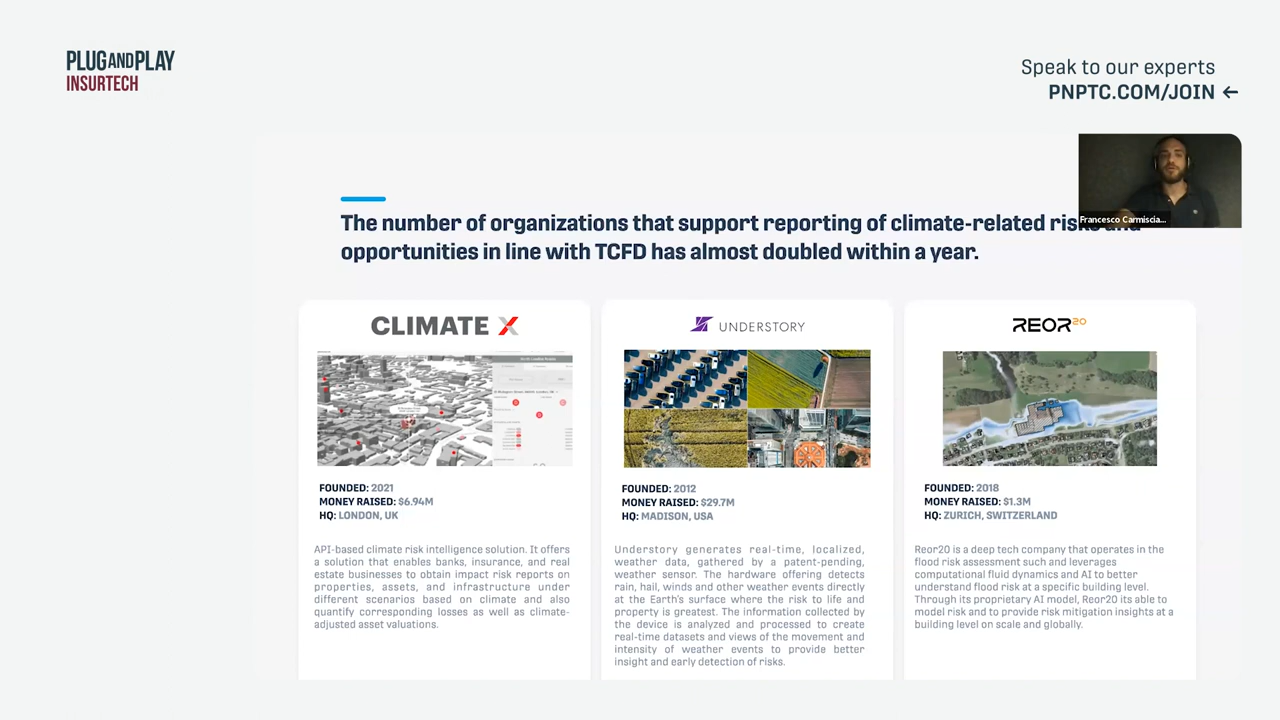 PLUGANDPLAY
INSURTECH
Speak to our experts
PNPTC.COM/JOIN ←
Francesco Carmiscia...
The number of organizations that support reporting of climate-related risks and
opportunities in line with TCFD has almost doubled within a year.
CLIMATE X
FOUNDED: 2021
MONEY RAISED: $6.94M
HQ: LONDON, UK
API-based climate risk intelligence solution. It offers
a solution that enables banks, insurance, and real
estate businesses to obtain impact risk reports on
properties, assets, and infrastructure under
different scenarios based on climate and also
quantify corresponding losses as well as climate-
adjusted asset valuations.
UNDERSTORY
FOUNDED: 2012
MONEY RAISED: $29.7M
HQ: MADISON, USA
Understory generates real-time, localized,
weather data, gathered by a patent-pending,
weather sensor. The hardware offering detects
rain, hail, winds and other weather events directly
at the Earth's surface where the risk to life and
property is greatest. The information collected by
the device is analyzed and processed to create
real-time datasets and views of the movement and
intensity of weather events to provide better
insight and early detection of risks.
REOR20
FOUNDED: 2018
MONEY RAISED: $1.3M
HQ: ZURICH, SWITZERLAND
Reor20 is a deep tech company that operates in the
flood risk assessment such and leverages
computational fluid dynamics and AI to better
understand flood risk at a specific building level.
Through its proprietary AI model, Reor20 its able to
model risk and to provide risk mitigation insights at a
building level on scale and globally.